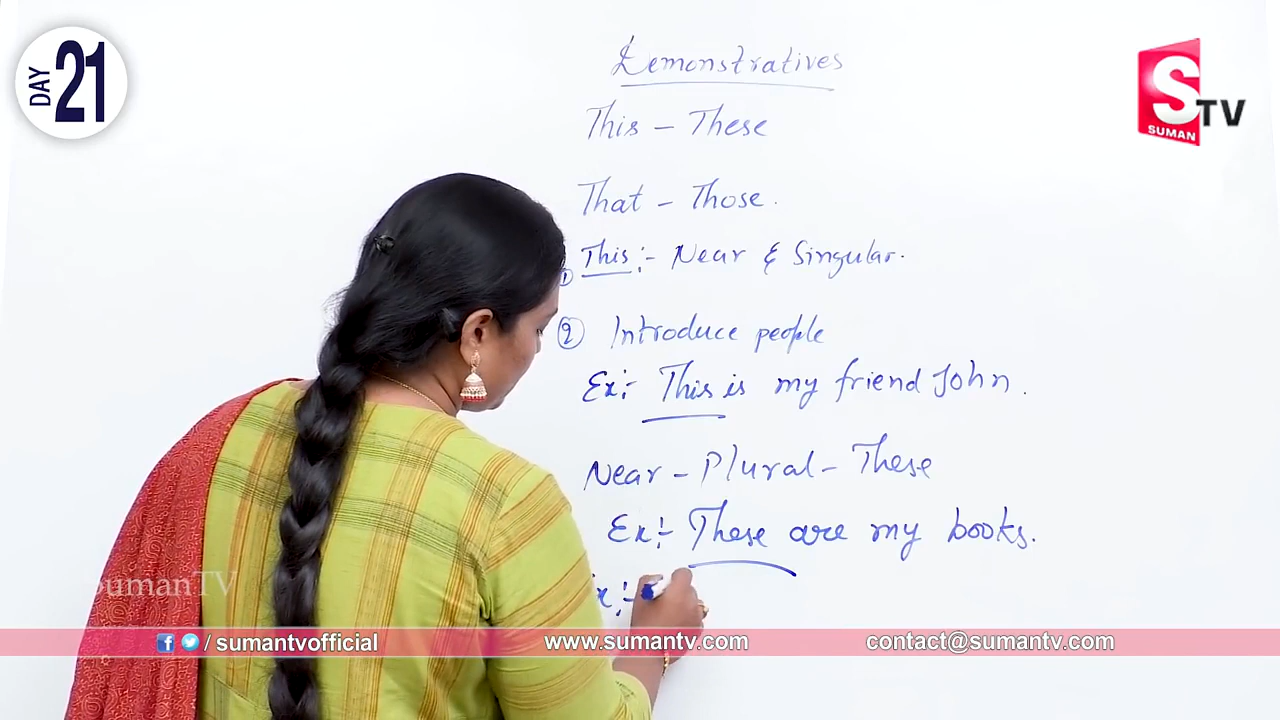 DAY 21
Demonstratives
This - These
That - Those.
① This:- Near & Singular.
② Introduce people
Ex:- This is my friend John.
Near - Plural - These
Ex:- These are my books.
S TV
SUMAN
SumanTV
/ sumantvofficial
www.sumantv.com
contact@sumantv.com